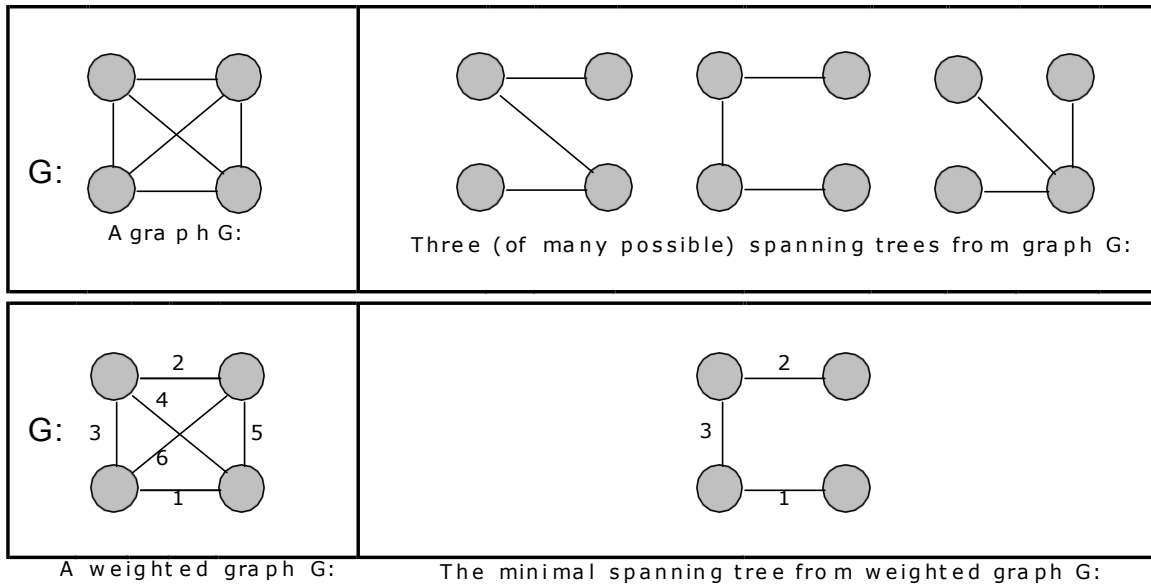 G:
A graph G:
Three (of many possible) spanning trees from graph G:
2
4
G: 3 5
6
1
2
3
1
A weighted graph G:
The minimal spanning tree from weighted graph G: